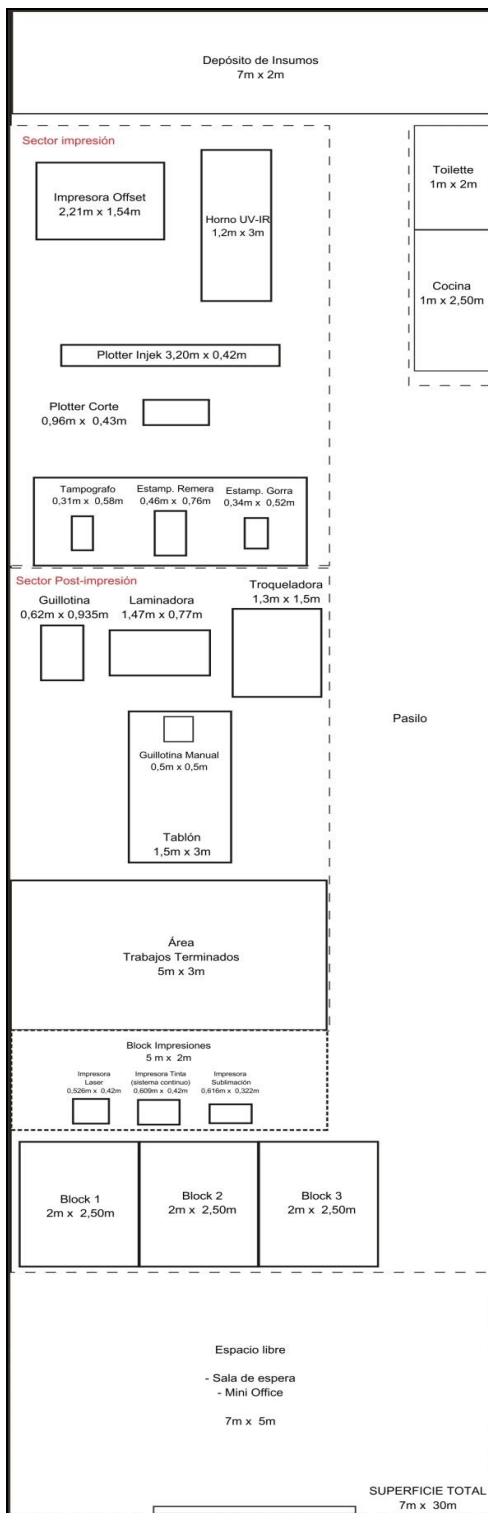 Depósito de Insumos
7m x 2m
Sector impresión
Impresora Offset
2,21m x 1,54m
Horno UV-IR
1,2m x 3m
Toilette
1m x 2m
Cocina
1m x 2,50m
Plotter Injek 3,20m x 0,42m
Plotter Corte
0,96m x 0,43m
Tampografo
0,31m x 0,58m
Estamp. Remera
0,46m x 0,76m
Estamp. Gorra
0,34m x 0,52m
Sector Post-impresión
Guillotina
0,62m x 0,935m
Laminadora
1,47m x 0,77m
Troqueladora
1,3m x 1,5m
Pasilo
Guillotina Manual
0,5m x 0,5m
Tablón
1,5m x 3m
Área
Trabajos Terminados
5m x 3m
Block Impresiones
5 m x 2m
Impresora
Laser
0,526m x 0,42m
Impresora Tinta
(sistema continuo)
0,609m x 0,42m
Impresora
Sublimación
0,616m x 0,322m
Block 1
2m x 2,50m
Block 2
2m x 2,50m
Block 3
2m x 2,50m
Espacio libre
- Sala de espera
- Mini Office
7m x 5m
SUPERFICIE TOTAL
7m x 30m